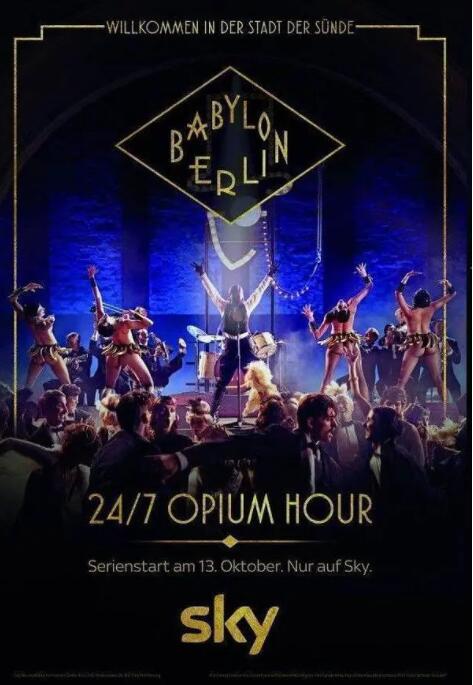 WILLKOMMEN IN DER STADT DER SÜNDE
BABYLON
BERLIN
24/7 OPIUM HOUR
Serienstart am 13. Oktober. Nur auf Sky.
sky